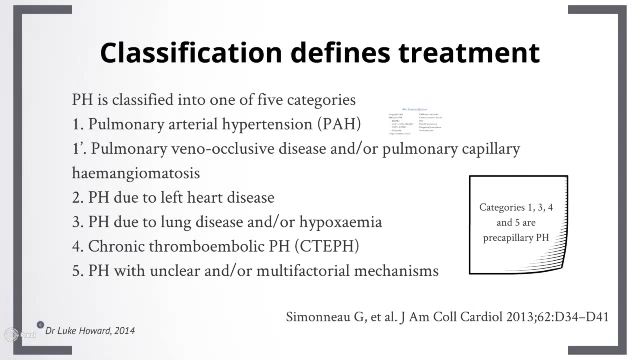 Classification defines treatment
PH is classified into one of five categories
1. Pulmonary arterial hypertension (PAH)
1’. Pulmonary veno-occlusive disease and/or pulmonary capillary
haemangiomatosis
2. PH due to left heart disease
3. PH due to lung disease and/or hypoxaemia
4. Chronic thromboembolic PH (CTEPH)
5. PH with unclear and/or multifactorial mechanisms
Categories 1, 3, 4
and 5 are
precapillary PH
Simonneau G, et al. J Am Coll Cardiol 2013;62:D34–D41
Dr Luke Howard, 2014